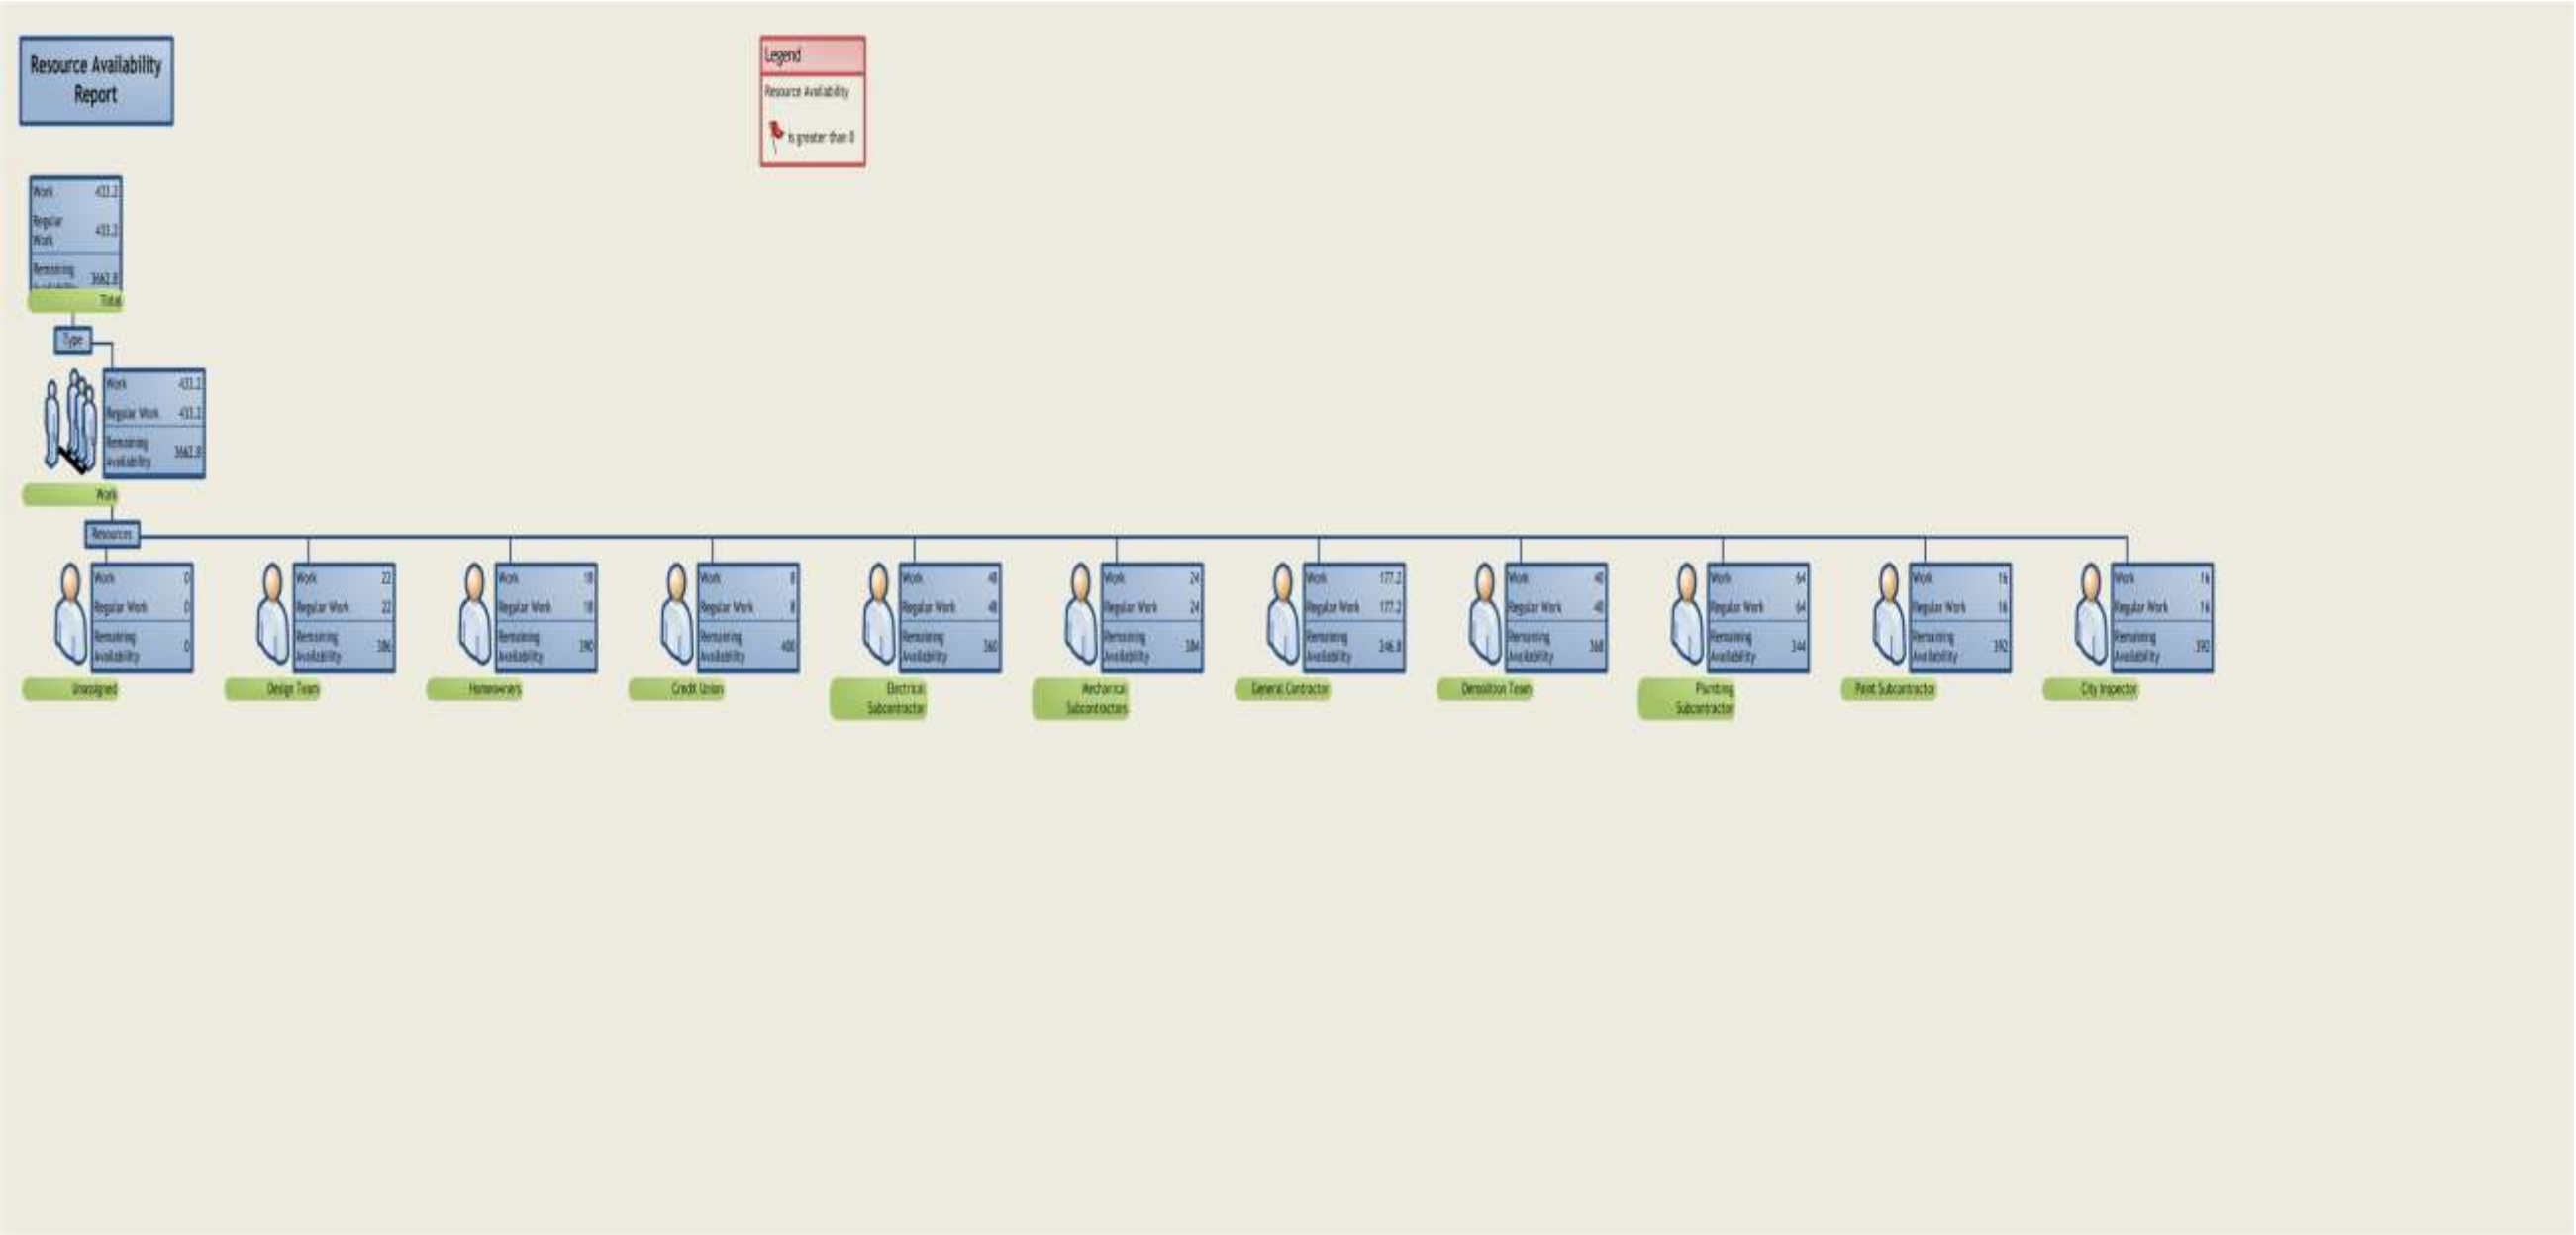 Resource Availability
Report
Legend
Resource Availability
is greater than 0
Work 433.2
Regular
Work 433.2
Remaining 3662.8
Total
Type
Work 433.2
Regular Work 433.2
Remaining
Availability 3662.8
Work
Resources
Work 0
Regular Work 0
Remaining
Availability 0
Unassigned
Work 22
Regular Work 22
Remaining
Availability 386
Design Team
Work 18
Regular Work 18
Remaining
Availability 390
Homeowners
Work 8
Regular Work 8
Remaining
Availability 400
Credit Union
Work 48
Regular Work 48
Remaining
Availability 360
Electrical
Subcontractor
Work 24
Regular Work 24
Remaining
Availability 384
Mechanical
Subcontractors
Work 177.2
Regular Work 177.2
Remaining
Availability 246.8
General Contractor
Work 40
Regular Work 40
Remaining
Availability 368
Demolition Team
Work 64
Regular Work 64
Remaining
Availability 344
Plumbing
Subcontractor
Work 16
Regular Work 16
Remaining
Availability 392
Paint Subcontractor
Work 16
Regular Work 16
Remaining
Availability 392
City Inspector